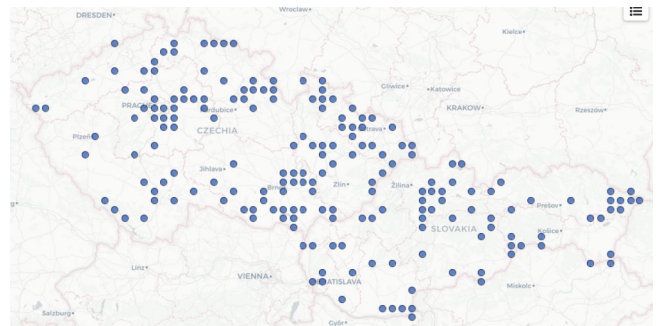 DRESDEN
Wrocław
Kielce
Gliwice
Katowice
PRAGUE
Pardubice
KRAKOW
Rzeszów
Ostrava
Plzeň
CZECHIA
Jihlava
Brno
Zlín
Žilina
Prešov
SLOVAKIA
Košice
Linz
VIENNA
BRATISLAVA
Miskolc
Salzburg
Győr